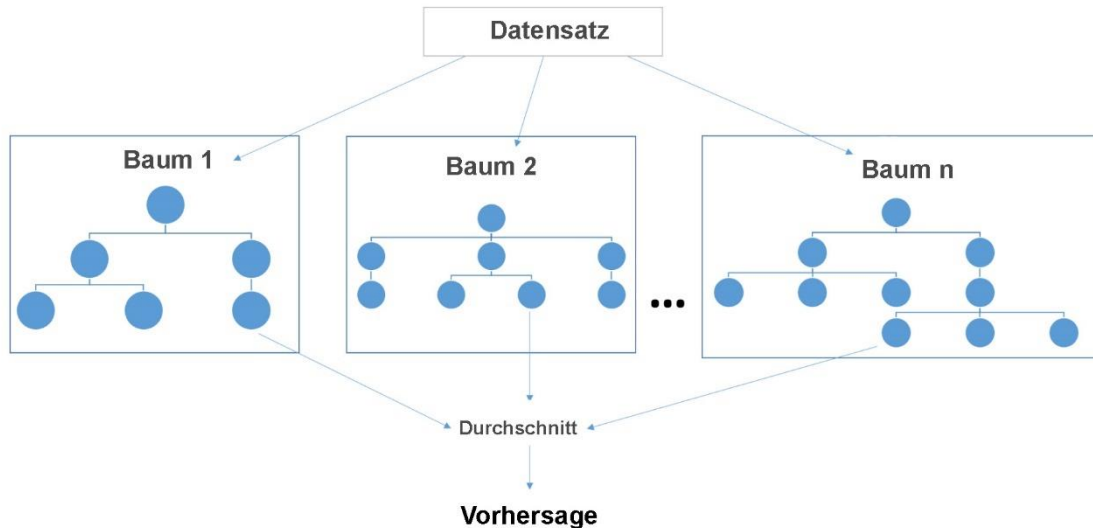 Datensatz
Baum 1
Baum 2
Baum n
...
Durchschnitt
Vorhersage